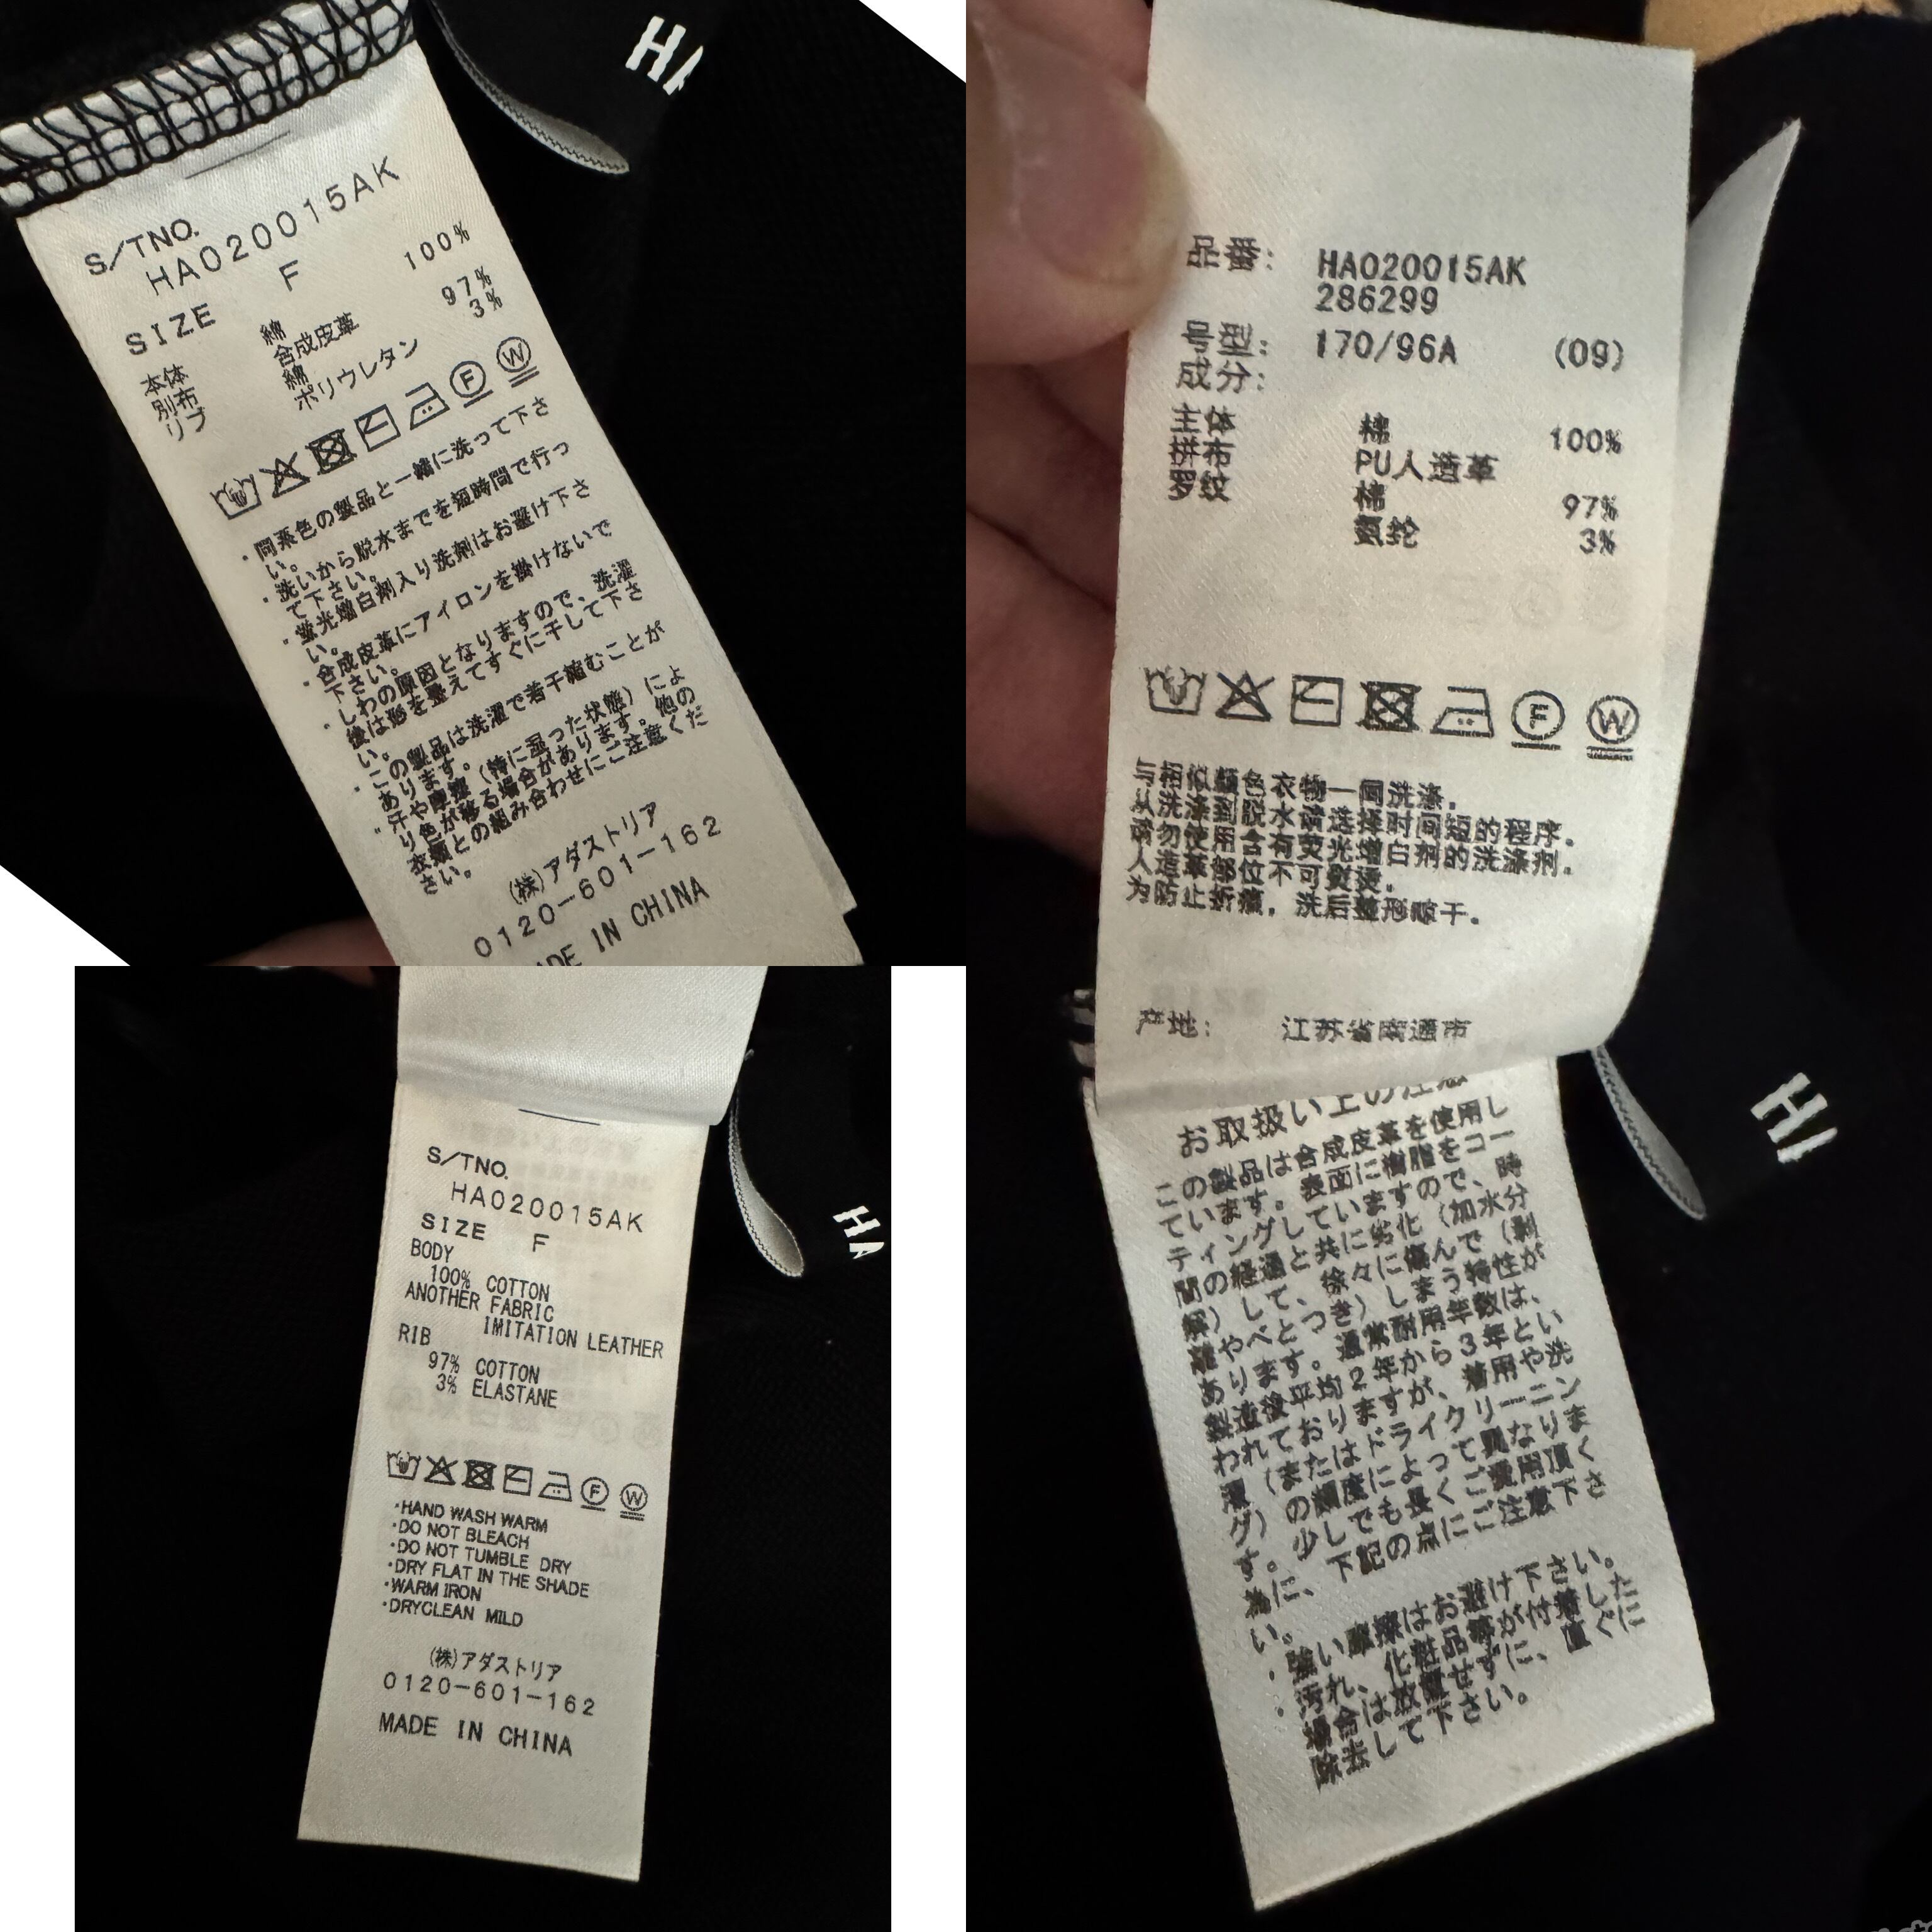 HA
S/TNO.
HA020015AK
SIZE F
本体 綿 100%
別布 合成皮革
リブ 綿 97%
ポリウレタン 3%
F W
・同系色の製品と一緒に洗って下さ
い。
・洗いから脱水までを短時間で行っ
て下さい。
・蛍光増白剤入り洗剤はお避け下さ
い。
・合成皮革にアイロンを掛けないで
下さい。
・しわの原因となりますので、洗濯
後は形を整えてすぐに干して下さ
い。
・この製品は洗濯で若干縮むことが
あります。
・汗や摩擦（特に湿った状態）によ
り色が移る場合があります。他の
衣類との組み合わせにご注意くだ
さい。
(株)アダストリア
0120-601-162
DE IN CHINA
品番: HA020015AK
286299
号型: 170/96A (09)
成分:
主体 棉 100%
拼布 PU人造革
罗纹 棉 97%
氨纶 3%
F W
与相似颜色衣物一同洗涤.
从洗涤到脱水请选择时间短的程序.
请勿使用含有荧光增白剂的洗涤剂.
人造革部位不可熨烫.
为防止折痕, 洗后整形晾干.
产地: 江苏省南通市
お取扱い上の注意
この製品は合成皮革を使用し
ています。表面に樹脂をコー
ティングしていますので、時
間の経過と共に劣化（加水分
解）して、徐々に傷んで（剥
離やべとつき）しまう特性が
あります。通常耐用年数は、
製造後平均2年から3年とい
われておりますが、着用や洗
濯（またはドライクリーニン
グ）の頻度によって異なりま
す。少しでも長くご愛用頂く
為に、下記の点にご注意下さ
い。
・強い摩擦はお避け下さい。
・汚れ、化粧品等が付着した
場合は放置せずに、直ぐに
除去して下さい。
HA
S/TNO.
HA020015AK
SIZE F
BODY
100% COTTON
ANOTHER FABRIC
IMITATION LEATHER
RIB
97% COTTON
3% ELASTANE
F W
・HAND WASH WARM
・DO NOT BLEACH
・DO NOT TUMBLE DRY
・DRY FLAT IN THE SHADE
・WARM IRON
・DRYCLEAN MILD
(株)アダストリア
0120-601-162
MADE IN CHINA
HA